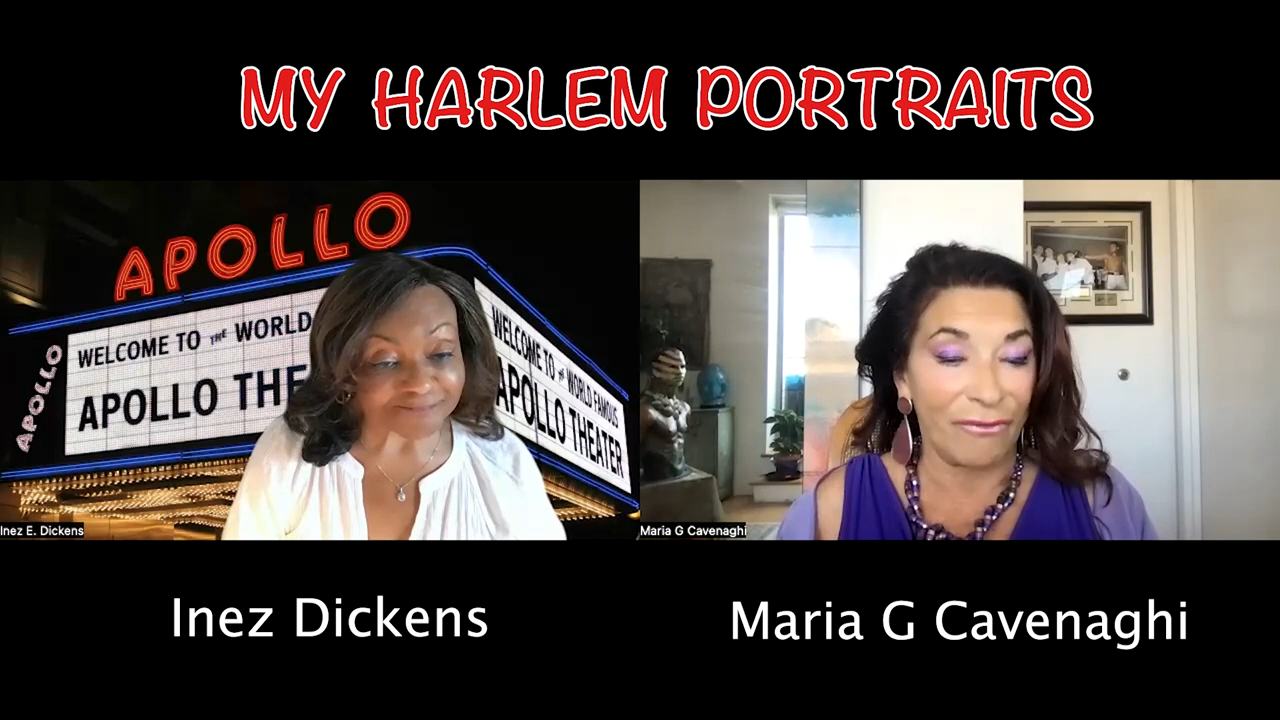 MY HARLEM PORTRAITS
APOLLO
WELCOME TO THE WORLD
APOLLO THE
APOLLO
WELCOME TO THE WORLD FAMOUS
APOLLO THEATER
Inez E. Dickens
Maria G Cavenaghi
Inez Dickens
Maria G Cavenaghi